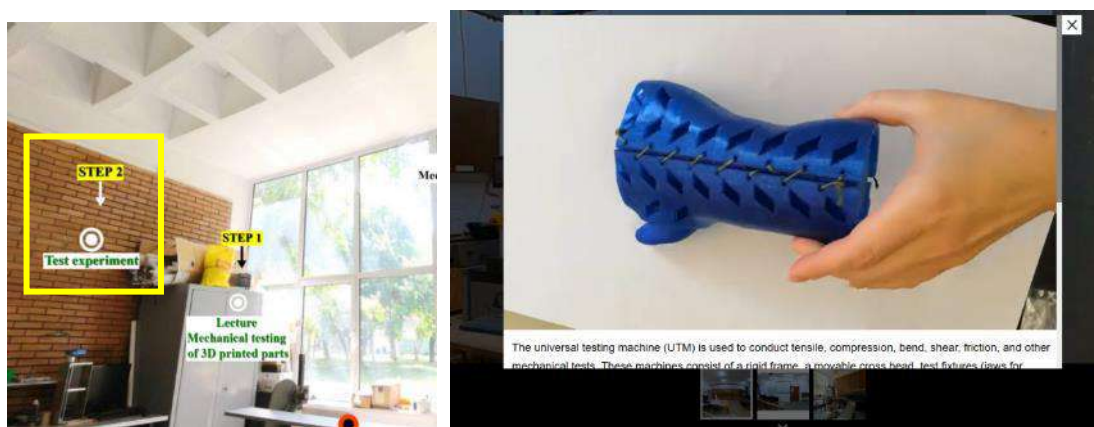 STEP 2
Test experiment
STEP 1
Lecture
Mechanical testing
of 3D printed parts
The universal testing machine (UTM) is used to conduct tensile, compression, bend, shear, friction, and other
mechanical tests. These machines consist of a rigid frame, a movable cross head, test fixtures (jaws for